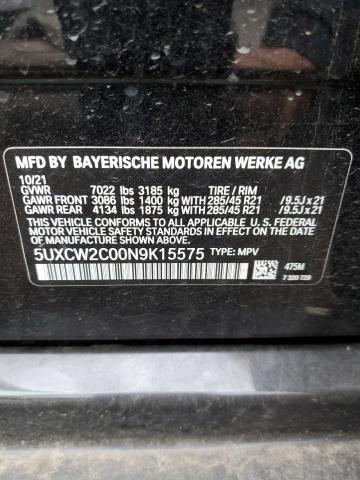 MFD BY BAYERISCHE MOTOREN WERKE AG
10/21
GVWR 7022 lbs 3185 kg TIRE / RIM
GAWR FRONT 3086 lbs 1400 kg WITH 285/45 R21 /9.5J x 21
GAWR REAR 4134 lbs 1875 kg WITH 285/45 R21 /9.5J x 21
THIS VEHICLE CONFORMS TO ALL APPLICABLE U.S. FEDERAL
MOTOR VEHICLE SAFETY STANDARDS IN EFFECT ON THE DATE
OF MANUFACTURE SHOWN ABOVE.
5UXCW2C00N9K15575 TYPE: MPV
475M
7 320 729